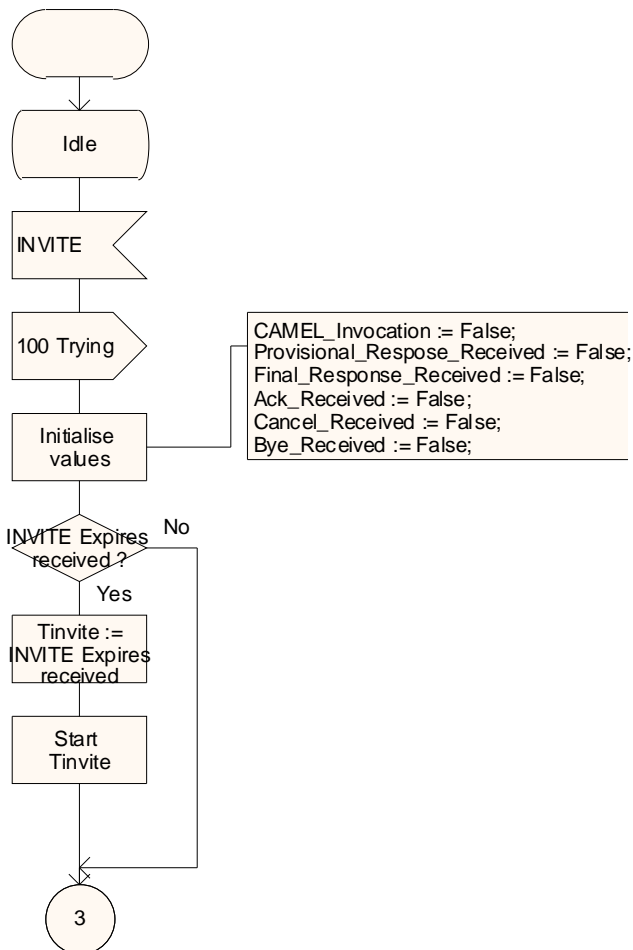 Idle
INVITE
100 Trying
CAMEL_Invocation := False;
Provisional_Respose_Received := False;
Final_Response_Received := False;
Ack_Received := False;
Cancel_Received := False;
Bye_Received := False;
Initialise
values
INVITE Expires
received ?
No
Yes
Tinvite :=
INVITE Expires
received
Start
Tinvite
3